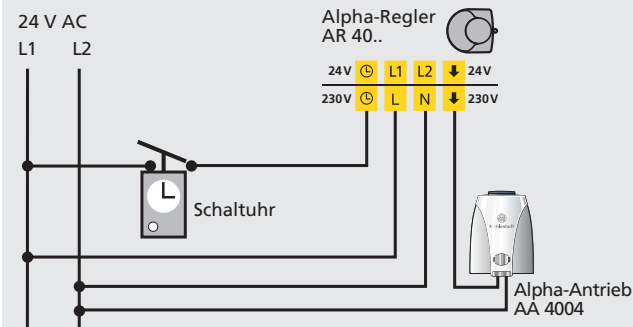 24 V AC
L1 L2
Alpha-Regler
AR 40..
24V L1 L2 24V
230V L N 230V
Schaltuhr
Alpha-Antrieb
AA 4004